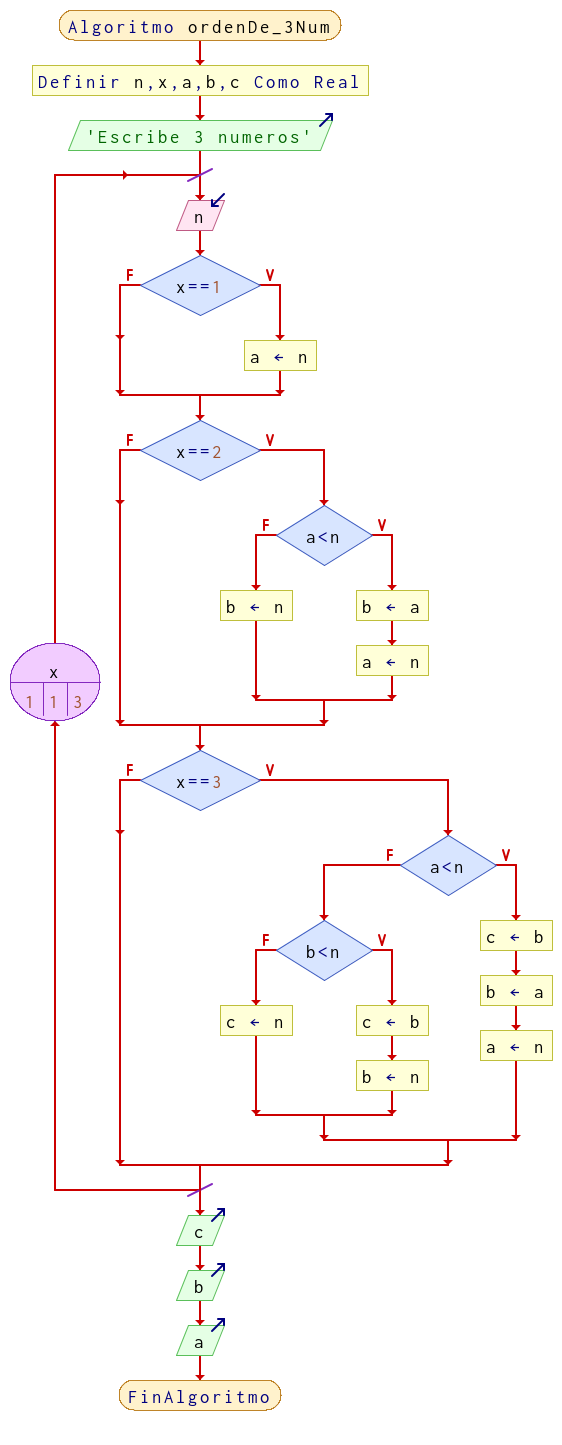 Algoritmo ordenDe_3Num
Definir n,x,a,b,c Como Real
'Escribe 3 numeros'
n
F
V
x==1
a ← n
F
V
x==2
F
V
a<n
b ← n
b ← a
a ← n
x
1 1 3
F
V
x==3
F
V
a<n
F
V
b<n
c ← b
b ← a
c ← n
c ← b
a ← n
b ← n
c
b
a
FinAlgoritmo